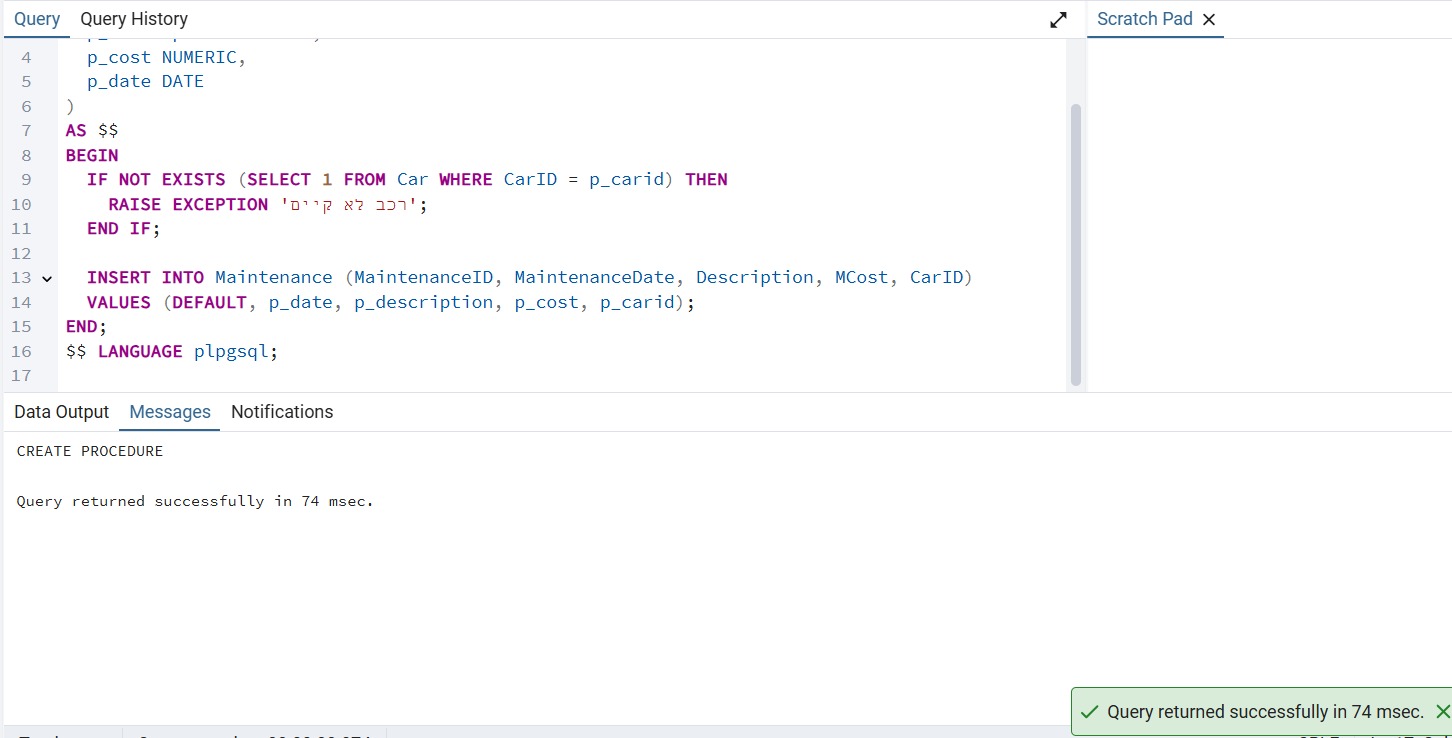 Query Query History
Scratch Pad
4 p_cost NUMERIC,
5 p_date DATE
6 )
7 AS $$
8 BEGIN
9 IF NOT EXISTS (SELECT 1 FROM Car WHERE CarID = p_carid) THEN
10 RAISE EXCEPTION 'רכב לא קיים';
11 END IF;
12
13 INSERT INTO Maintenance (MaintenanceID, MaintenanceDate, Description, MCost, CarID)
14 VALUES (DEFAULT, p_date, p_description, p_cost, p_carid);
15 END;
16 $$ LANGUAGE plpgsql;
17
Data Output Messages Notifications
CREATE PROCEDURE
Query returned successfully in 74 msec.
Query returned successfully in 74 msec.